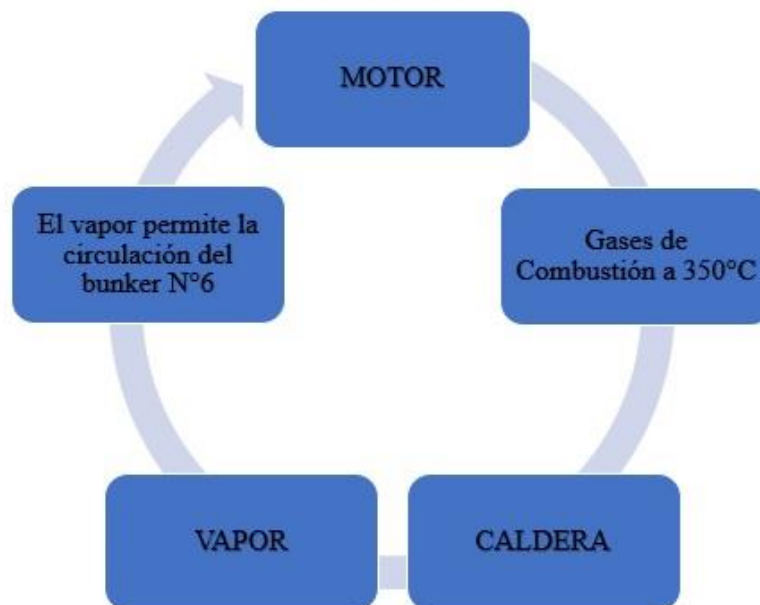 MOTOR
Gases de
Combustión a 350°C
CALDERA
VAPOR
El vapor permite la
circulación del
bunker N°6